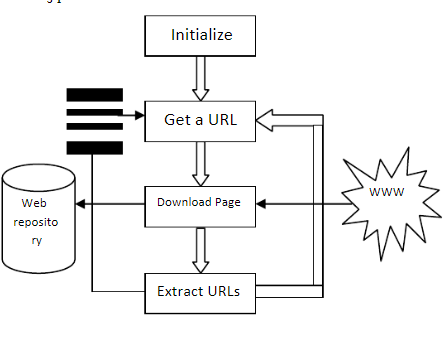 Initialize
Get a URL
Download Page
WWW
Web
reposito
ry
Extract URLs